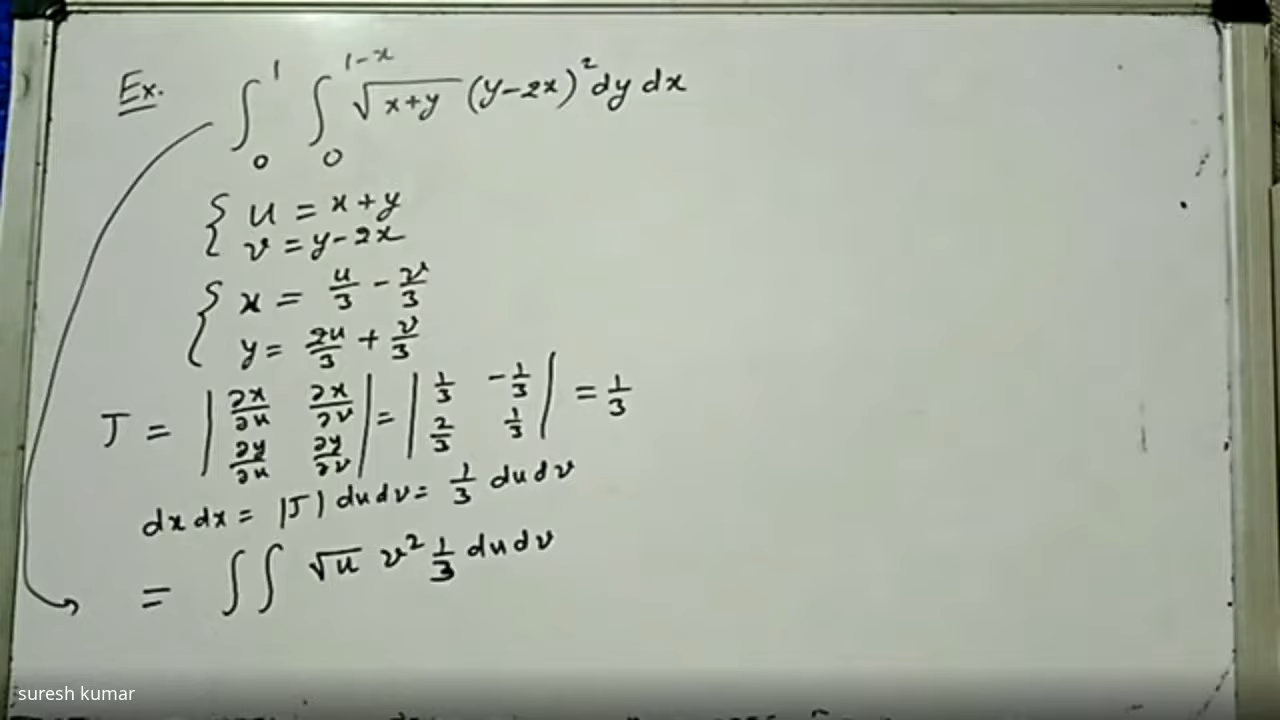 Ex. ∫₀¹ ∫₀^{1-x} √(x+y) (y-2x)² dy dx
{ u = x+y
v = y-2x
{ x = u/3 - v/3
y = 2u/3 + v/3
J = | ∂x/∂u ∂x/∂v ; ∂y/∂u ∂y/∂v | = | 1/3 -1/3 ; 2/3 1/3 | = 1/3
dx dx = |J| du dv = 1/3 du dv
= ∫∫ √u v² 1/3 du dv
suresh kumar